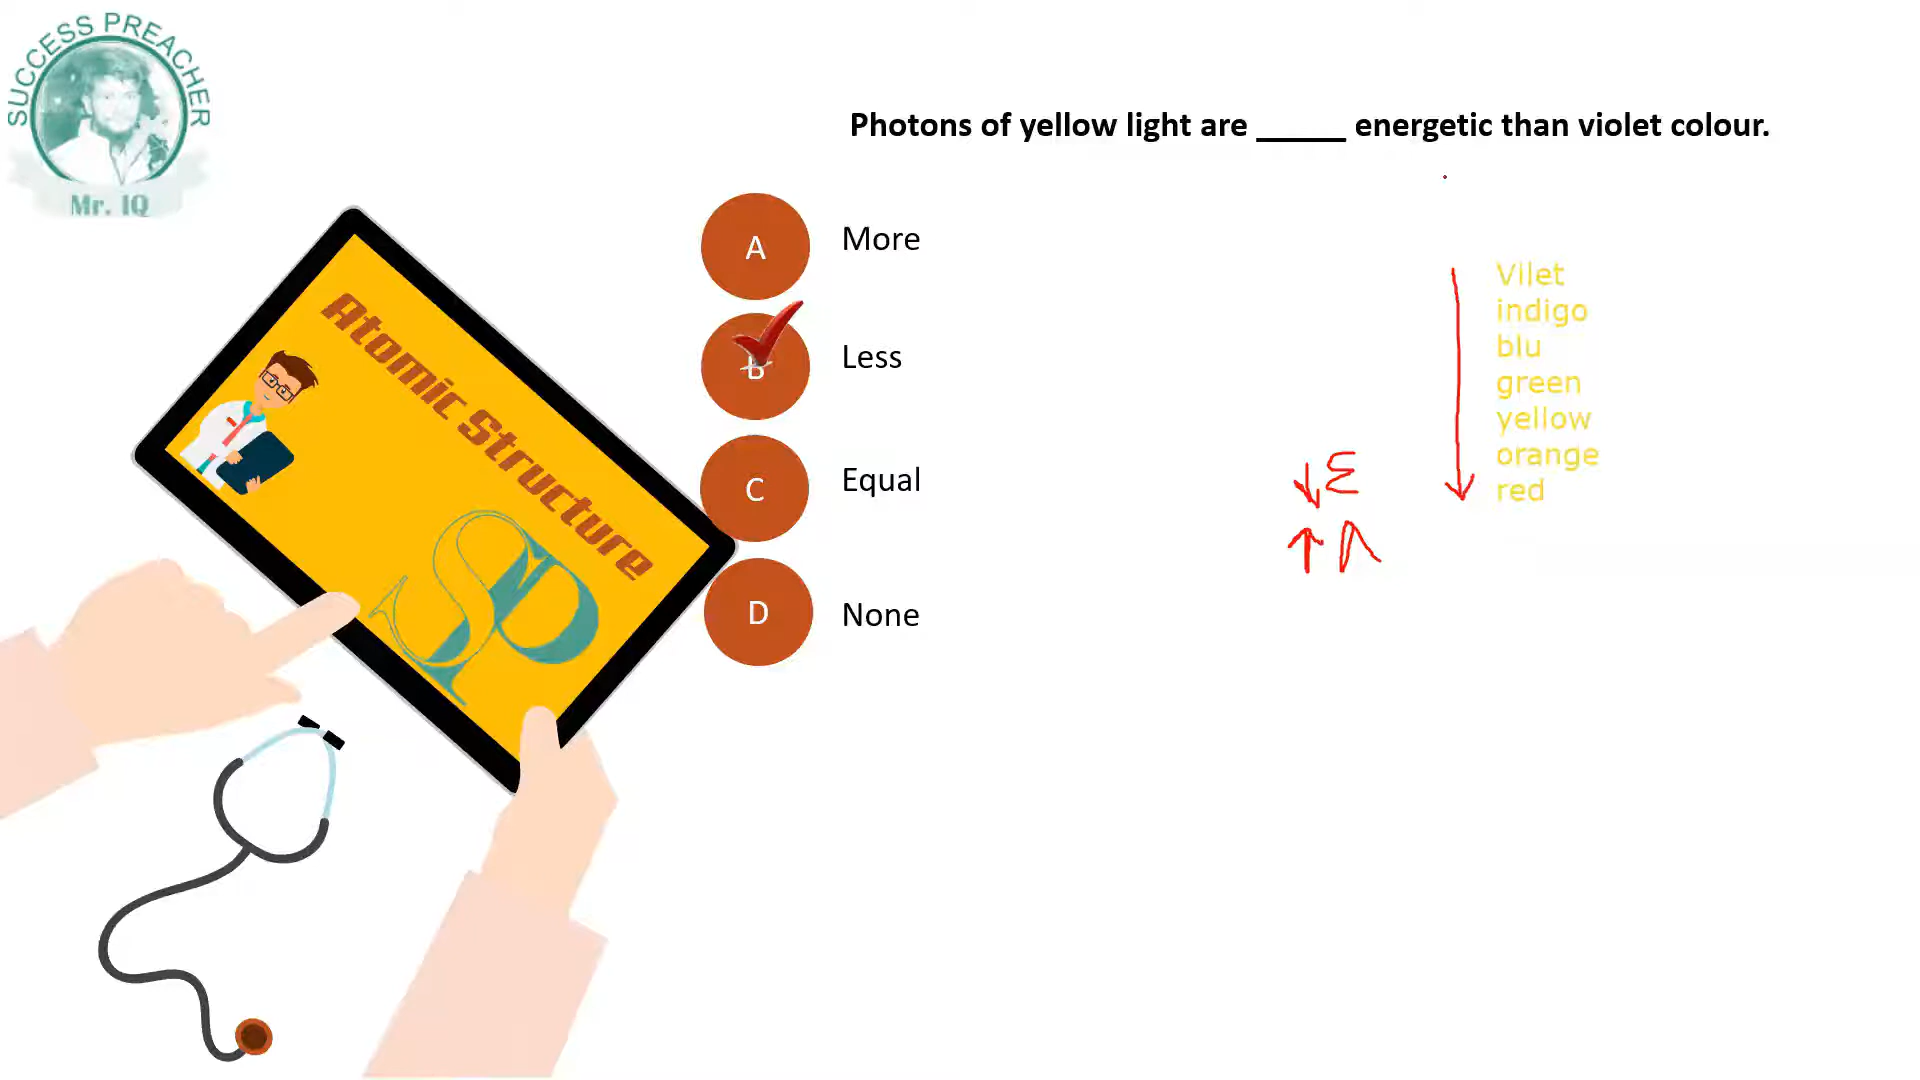 SUCCESS PREACHER
Mr. IQ
Photons of yellow light are _____ energetic than violet colour.
A More
B Less
C Equal
D None
Atomic Structure
SP
Vilet
indigo
blu
green
yellow
orange
red
↓ E
↑ λ